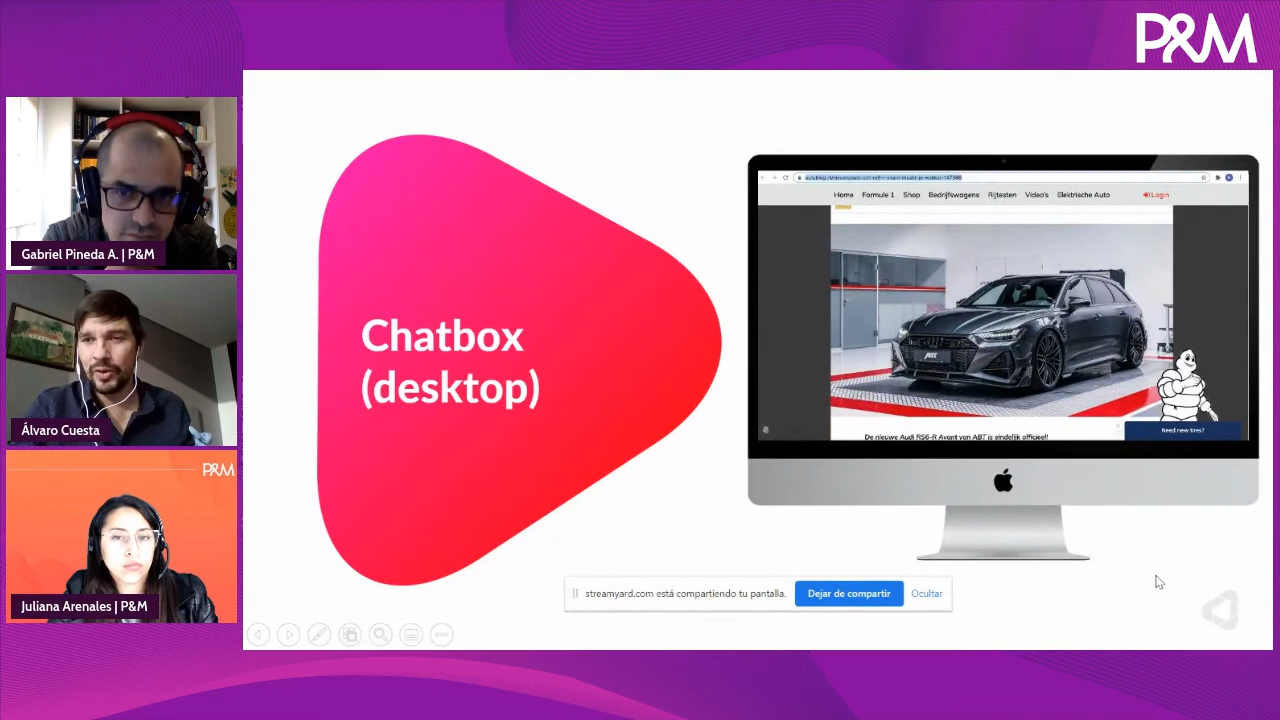 P&M
Gabriel Pineda A. | P&M
Álvaro Cuesta
P&M
Juliana Arenales | P&M
Chatbox
(desktop)
Home Formula 1 Shop Bedrijfswagens Rijtesten Video's Elektrische Auto Login
ABT
De nieuwe Audi RS6-R Avant van ABT is eindelijk officieel!
Need new tires?
streamyard.com está compartiendo tu pantalla. Dejar de compartir Ocultar